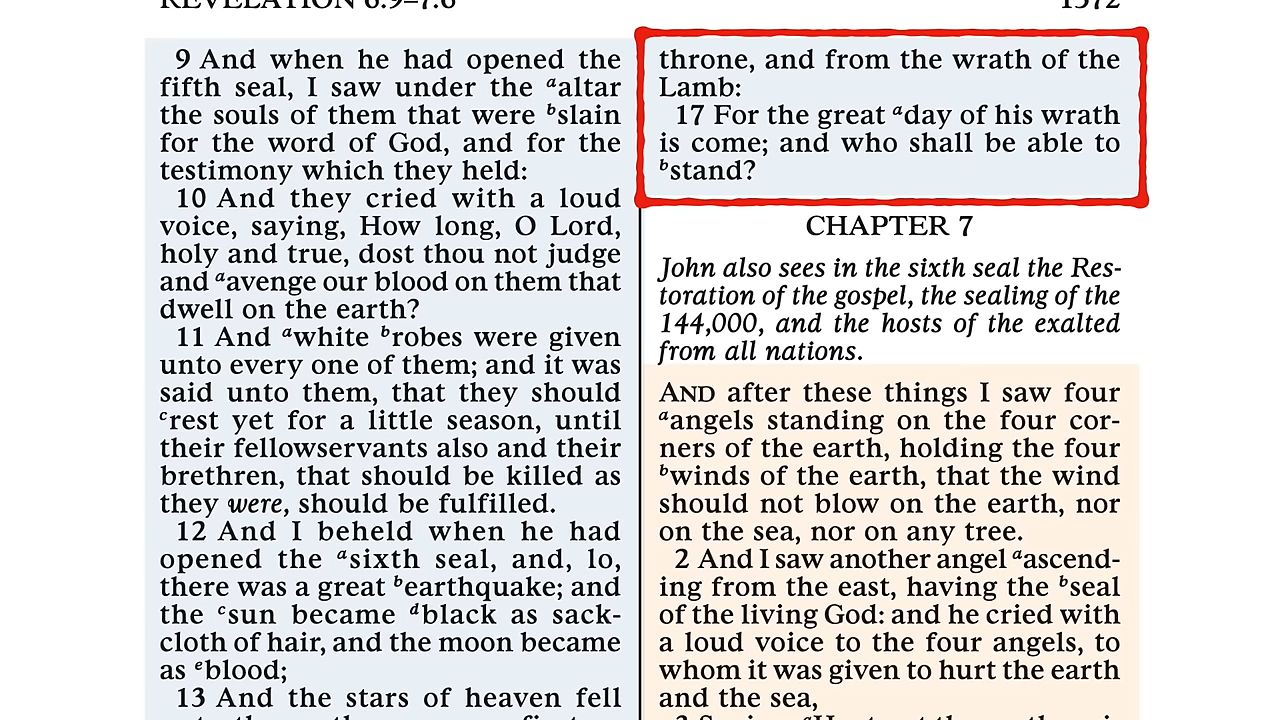 REVELATION 6:9–7:6
1572
9 And when he had opened the
fifth seal, I saw under the ᵃaltar
the souls of them that were ᵇslain
for the word of God, and for the
testimony which they held:
10 And they cried with a loud
voice, saying, How long, O Lord,
holy and true, dost thou not judge
and ᵃavenge our blood on them that
dwell on the earth?
11 And ᵃwhite ᵇrobes were given
unto every one of them; and it was
said unto them, that they should
ᶜrest yet for a little season, until
their fellowservants also and their
brethren, that should be killed as
they were, should be fulfilled.
12 And I beheld when he had
opened the ᵃsixth seal, and, lo,
there was a great ᵇearthquake; and
the ᶜsun became ᵈblack as sack-
cloth of hair, and the moon became
as ᵉblood;
13 And the stars of heaven fell
throne, and from the wrath of the
Lamb:
17 For the great ᵃday of his wrath
is come; and who shall be able to
ᵇstand?
CHAPTER 7
John also sees in the sixth seal the Res-
toration of the gospel, the sealing of the
144,000, and the hosts of the exalted
from all nations.
AND after these things I saw four
ᵃangels standing on the four cor-
ners of the earth, holding the four
ᵇwinds of the earth, that the wind
should not blow on the earth, nor
on the sea, nor on any tree.
2 And I saw another angel ᵃascend-
ing from the east, having the ᵇseal
of the living God: and he cried with
a loud voice to the four angels, to
whom it was given to hurt the earth
and the sea,